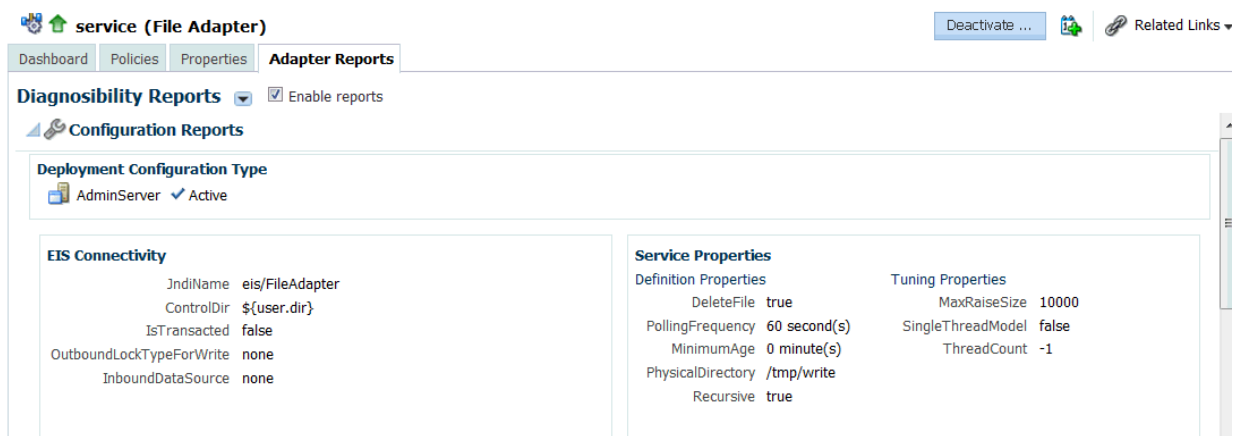 service (File Adapter)
Deactivate ...
Related Links
Dashboard Policies Properties Adapter Reports
Diagnosibility Reports Enable reports
Configuration Reports
Deployment Configuration Type
AdminServer Active
EIS Connectivity
JndiName eis/FileAdapter
ControlDir ${user.dir}
IsTransacted false
OutboundLockTypeForWrite none
InboundDataSource none
Service Properties
Definition Properties
DeleteFile true
PollingFrequency 60 second(s)
MinimumAge 0 minute(s)
PhysicalDirectory /tmp/write
Recursive true
Tuning Properties
MaxRaiseSize 10000
SingleThreadModel false
ThreadCount -1